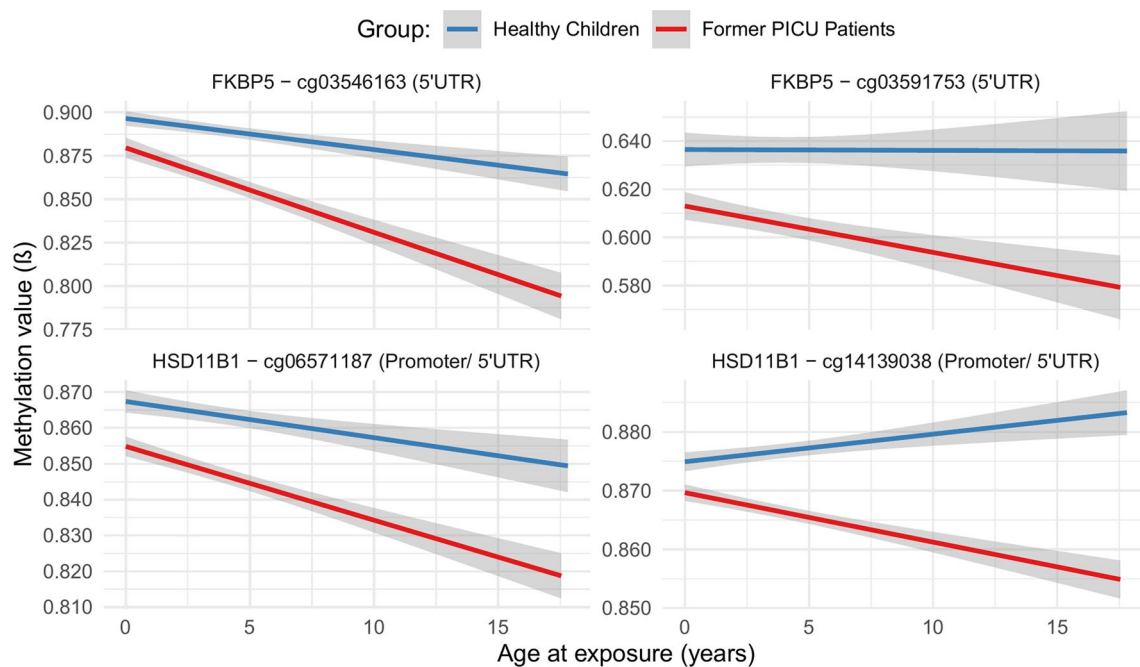 Group: Healthy Children Former PICU Patients
FKBP5 − cg03546163 (5'UTR)
FKBP5 − cg03591753 (5'UTR)
0.900
0.875
0.850
0.825
0.800
0.775
0.640
0.620
0.600
0.580
HSD11B1 − cg06571187 (Promoter/ 5'UTR)
HSD11B1 − cg14139038 (Promoter/ 5'UTR)
0.870
0.860
0.850
0.840
0.830
0.820
0.810
0.880
0.870
0.860
0.850
0 5 10 15
0 5 10 15
Methylation value (ß)
Age at exposure (years)